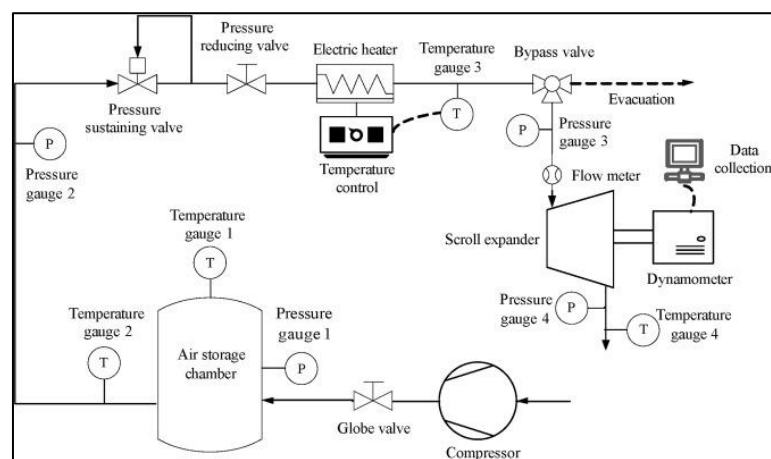 Pressure
reducing valve
Electric heater
Temperature
gauge 3
Bypass valve
Pressure
sustaining valve
T
Evacuation
P
Pressure
gauge 3
Temperature
control
Data
collection
P
Pressure
gauge 2
Flow meter
Temperature
gauge 1
T
Scroll expander
Dynamometer
Temperature
gauge 2
T
Pressure
gauge 1
P
Air storage
chamber
Pressure
gauge 4
P
T
Temperature
gauge 4
Globe valve
Compressor